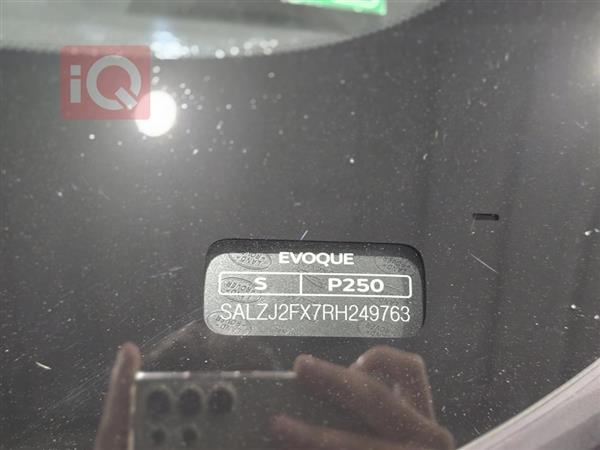 iQ
EVOQUE
S P250
SALZJ2FX7RH249763